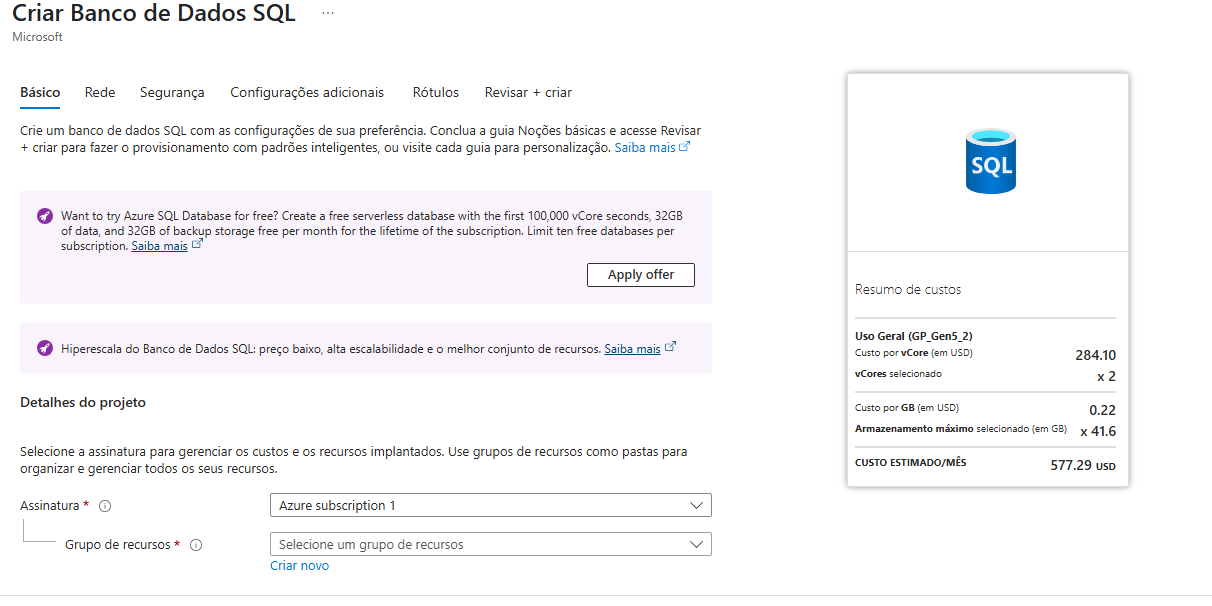 Criar Banco de Dados SQL ...
Microsoft
Básico Rede Segurança Configurações adicionais Rótulos Revisar + criar
Crie um banco de dados SQL com as configurações de sua preferência. Conclua a guia Noções básicas e acesse Revisar
+ criar para fazer o provisionamento com padrões inteligentes, ou visite cada guia para personalização. Saiba mais
Want to try Azure SQL Database for free? Create a free serverless database with the first 100,000 vCore seconds, 32GB
of data, and 32GB of backup storage free per month for the lifetime of the subscription. Limit ten free databases per
subscription. Saiba mais
Apply offer
Hiperescala do Banco de Dados SQL: preço baixo, alta escalabilidade e o melhor conjunto de recursos. Saiba mais
Detalhes do projeto
Selecione a assinatura para gerenciar os custos e os recursos implantados. Use grupos de recursos como pastas para
organizar e gerenciar todos os seus recursos.
Assinatura * Azure subscription 1
Grupo de recursos * Selecione um grupo de recursos
Criar novo
SQL
Resumo de custos
Uso Geral (GP_Gen5_2)
Custo por vCore (em USD) 284.10
vCores selecionado x 2
Custo por GB (em USD) 0.22
Armazenamento máximo selecionado (em GB) x 41.6
CUSTO ESTIMADO/MÊS 577.29 USD